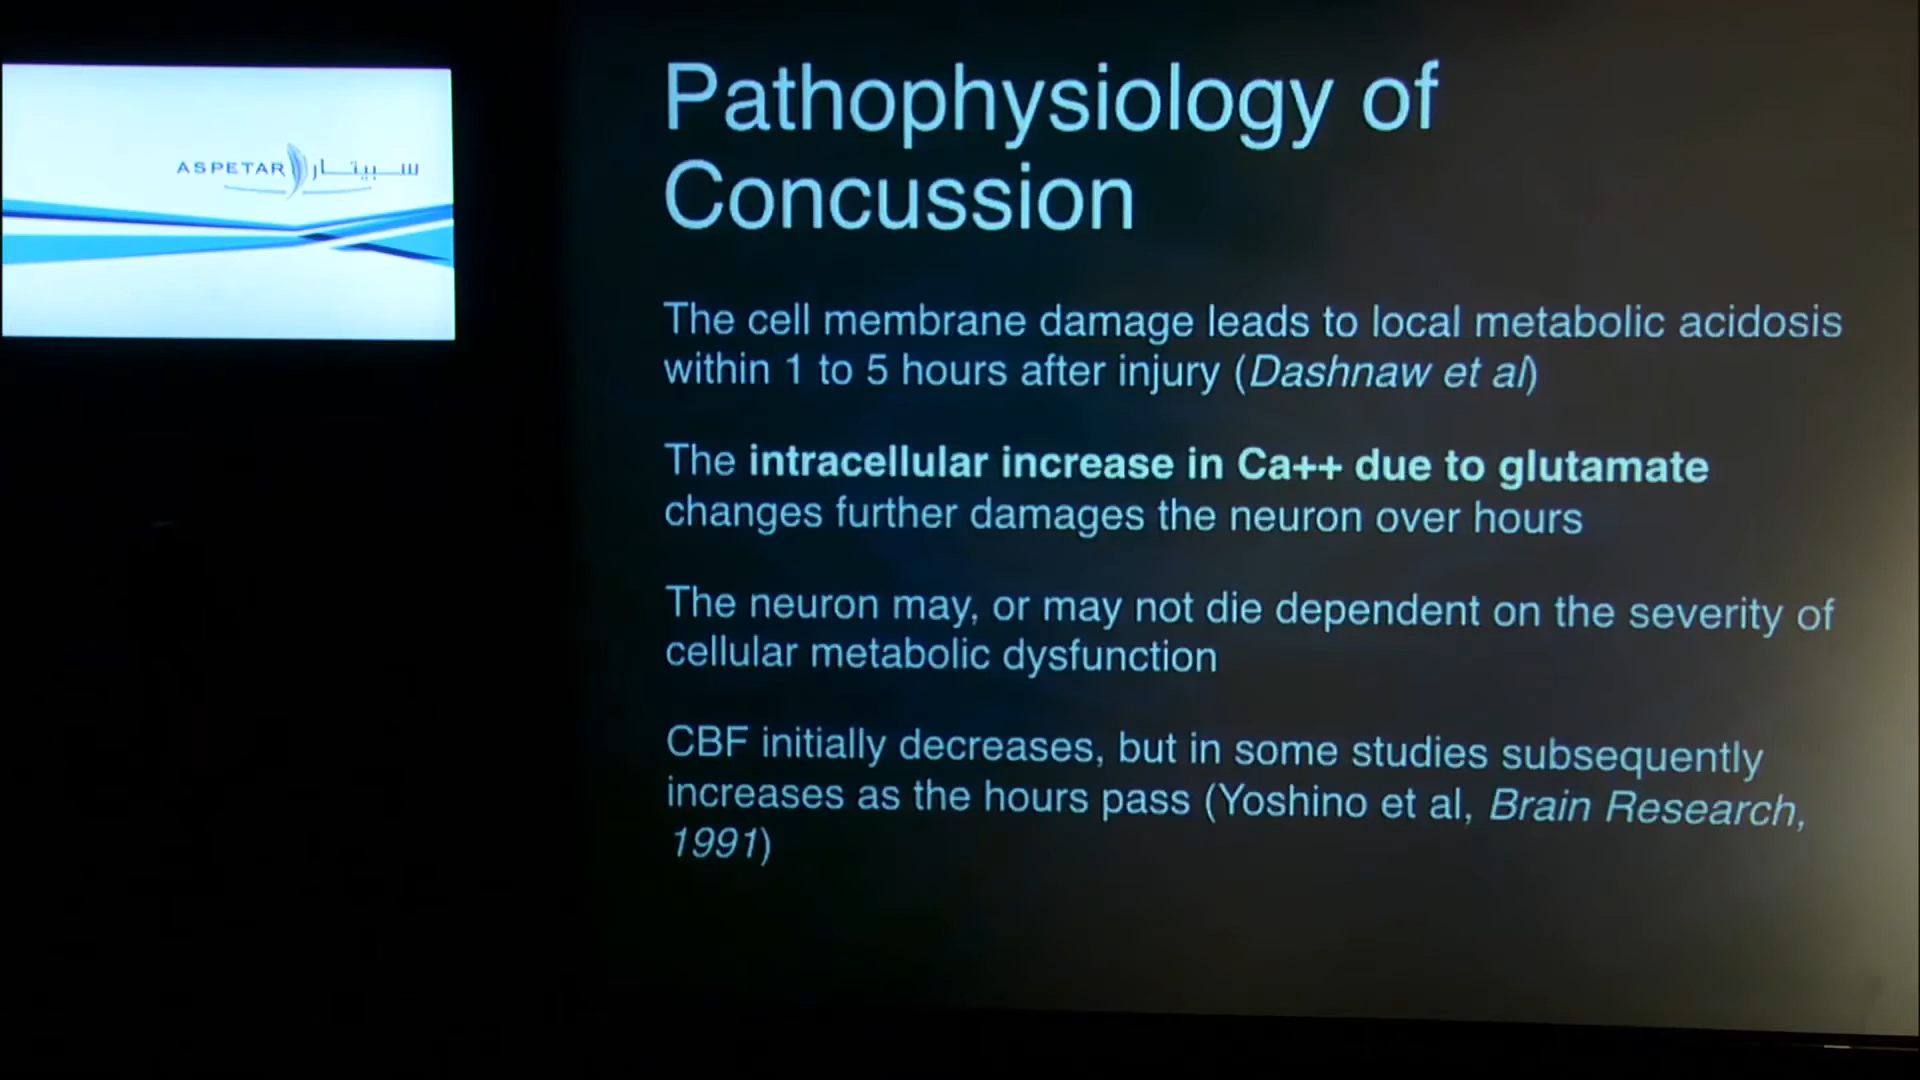 ASPETAR سبيتار
Pathophysiology of
Concussion
The cell membrane damage leads to local metabolic acidosis
within 1 to 5 hours after injury (Dashnaw et al)
The intracellular increase in Ca++ due to glutamate
changes further damages the neuron over hours
The neuron may, or may not die dependent on the severity of
cellular metabolic dysfunction
CBF initially decreases, but in some studies subsequently
increases as the hours pass (Yoshino et al, Brain Research,
1991)